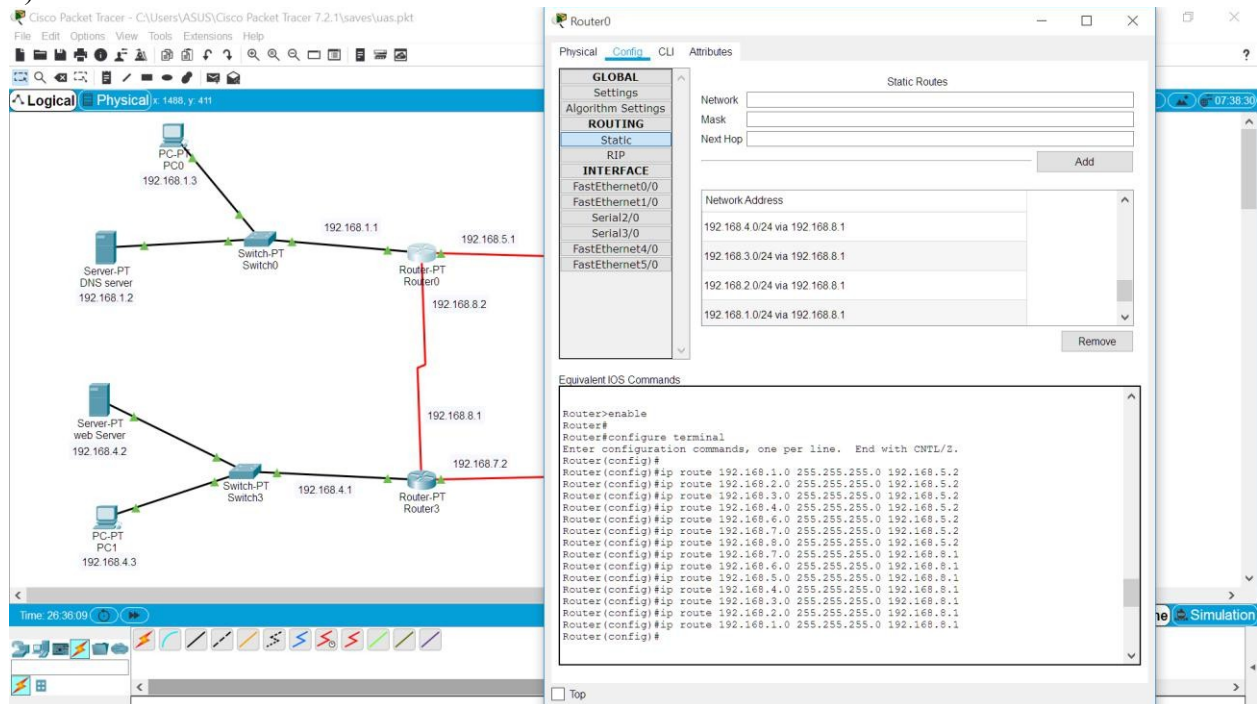 Cisco Packet Tracer - C:\Users\ASUS\Cisco Packet Tracer 7.2.1\saves\uas.pkt
File Edit Options View Tools Extensions Help
Logical Physical x: 1488, y: 411
PC-PT
PC0
192.168.1.3
192.168.1.1
192.168.5.1
Switch-PT
Switch0
Router-PT
Router0
Server-PT
DNS server
192.168.1.2
192.168.8.2
192.168.8.1
Server-PT
web Server
192.168.4.2
192.168.7.2
Switch-PT
Switch3
192.168.4.1
Router-PT
Router3
PC-PT
PC1
192.168.4.3
Time: 26:36:09
Router0
Physical Config CLI Attributes
GLOBAL
Settings
Algorithm Settings
ROUTING
Static
RIP
INTERFACE
FastEthernet0/0
FastEthernet1/0
Serial2/0
Serial3/0
FastEthernet4/0
FastEthernet5/0
Static Routes
Network
Mask
Next Hop
Add
Network Address
192.168.4.0/24 via 192.168.8.1
192.168.3.0/24 via 192.168.8.1
192.168.2.0/24 via 192.168.8.1
192.168.1.0/24 via 192.168.8.1
Remove
Equivalent IOS Commands
Router>enable
Router#
Router#configure terminal
Enter configuration commands, one per line. End with CNTL/Z.
Router(config)#
Router(config)#ip route 192.168.1.0 255.255.255.0 192.168.5.2
Router(config)#ip route 192.168.2.0 255.255.255.0 192.168.5.2
Router(config)#ip route 192.168.3.0 255.255.255.0 192.168.5.2
Router(config)#ip route 192.168.4.0 255.255.255.0 192.168.5.2
Router(config)#ip route 192.168.6.0 255.255.255.0 192.168.5.2
Router(config)#ip route 192.168.7.0 255.255.255.0 192.168.5.2
Router(config)#ip route 192.168.8.0 255.255.255.0 192.168.5.2
Router(config)#ip route 192.168.7.0 255.255.255.0 192.168.8.1
Router(config)#ip route 192.168.6.0 255.255.255.0 192.168.8.1
Router(config)#ip route 192.168.5.0 255.255.255.0 192.168.8.1
Router(config)#ip route 192.168.4.0 255.255.255.0 192.168.8.1
Router(config)#ip route 192.168.3.0 255.255.255.0 192.168.8.1
Router(config)#ip route 192.168.2.0 255.255.255.0 192.168.8.1
Router(config)#ip route 192.168.1.0 255.255.255.0 192.168.8.1
Router(config)#
Top
?
07:38:30
Simulation